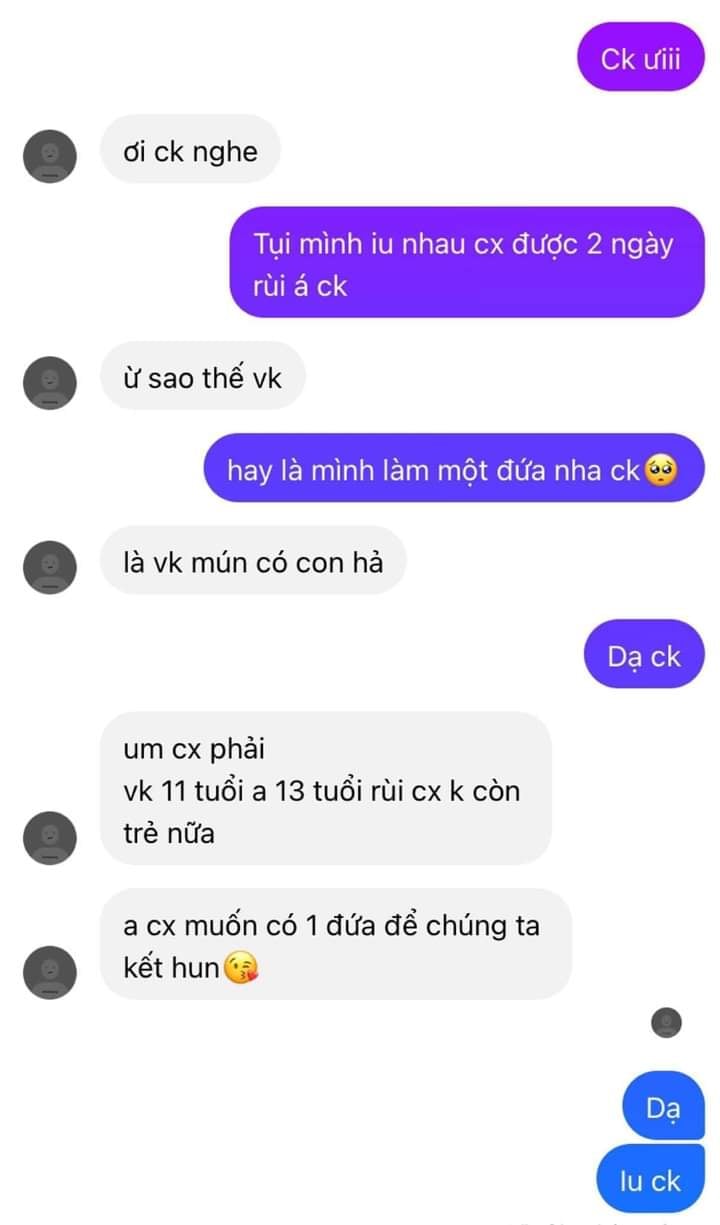 Ck ưiii
ơi ck nghe
Tụi mình iu nhau cx được 2 ngày
rùi á ck
ừ sao thế vk
hay là mình làm một đứa nha ck🥺
là vk mún có con hả
Dạ ck
um cx phải
vk 11 tuổi a 13 tuổi rùi cx k còn
trẻ nữa
a cx muốn có 1 đứa để chúng ta
kết hun😘
Dạ
Iu ck